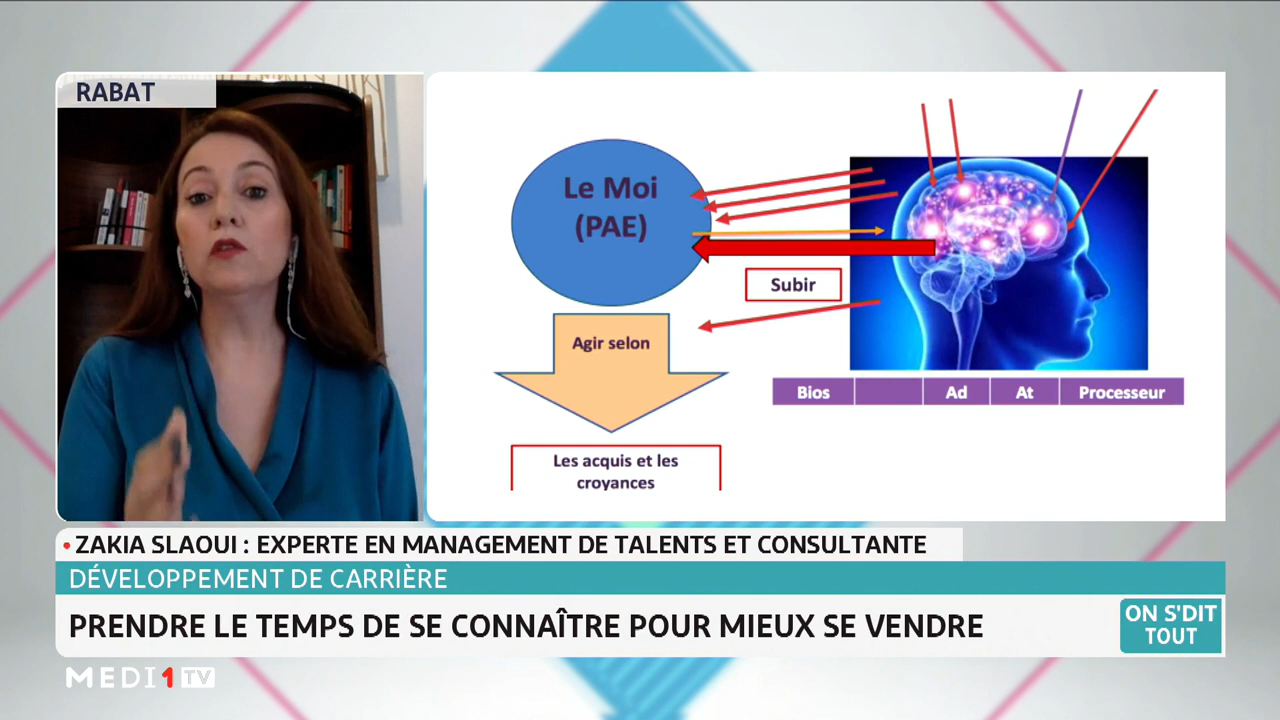 RABAT
Le Moi
(PAE)
Subir
Agir selon
Bios Ad At Processeur
Les acquis et les
croyances
ZAKIA SLAOUI : EXPERTE EN MANAGEMENT DE TALENTS ET CONSULTANTE
DÉVELOPPEMENT DE CARRIÈRE
PRENDRE LE TEMPS DE SE CONNAÎTRE POUR MIEUX SE VENDRE
ON S'DIT
TOUT
MEDI1 TV